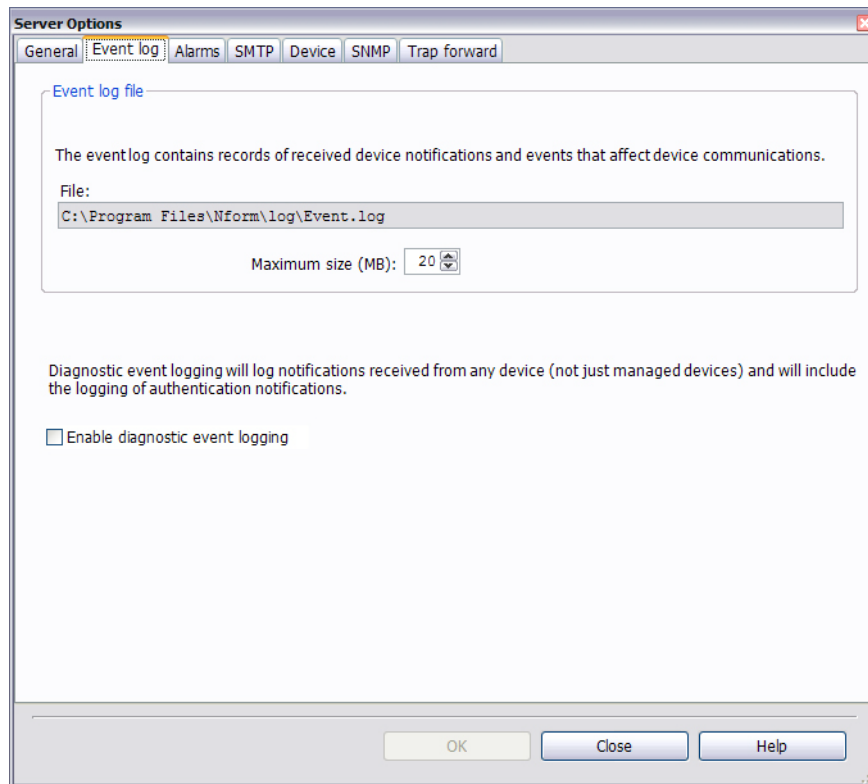 Server Options
General Event log Alarms SMTP Device SNMP Trap forward
Event log file
The event log contains records of received device notifications and events that affect device communications.
File:
C:\Program Files\Nform\log\Event.log
Maximum size (MB): 20
Diagnostic event logging will log notifications received from any device (not just managed devices) and will include
the logging of authentication notifications.
Enable diagnostic event logging
OK Close Help